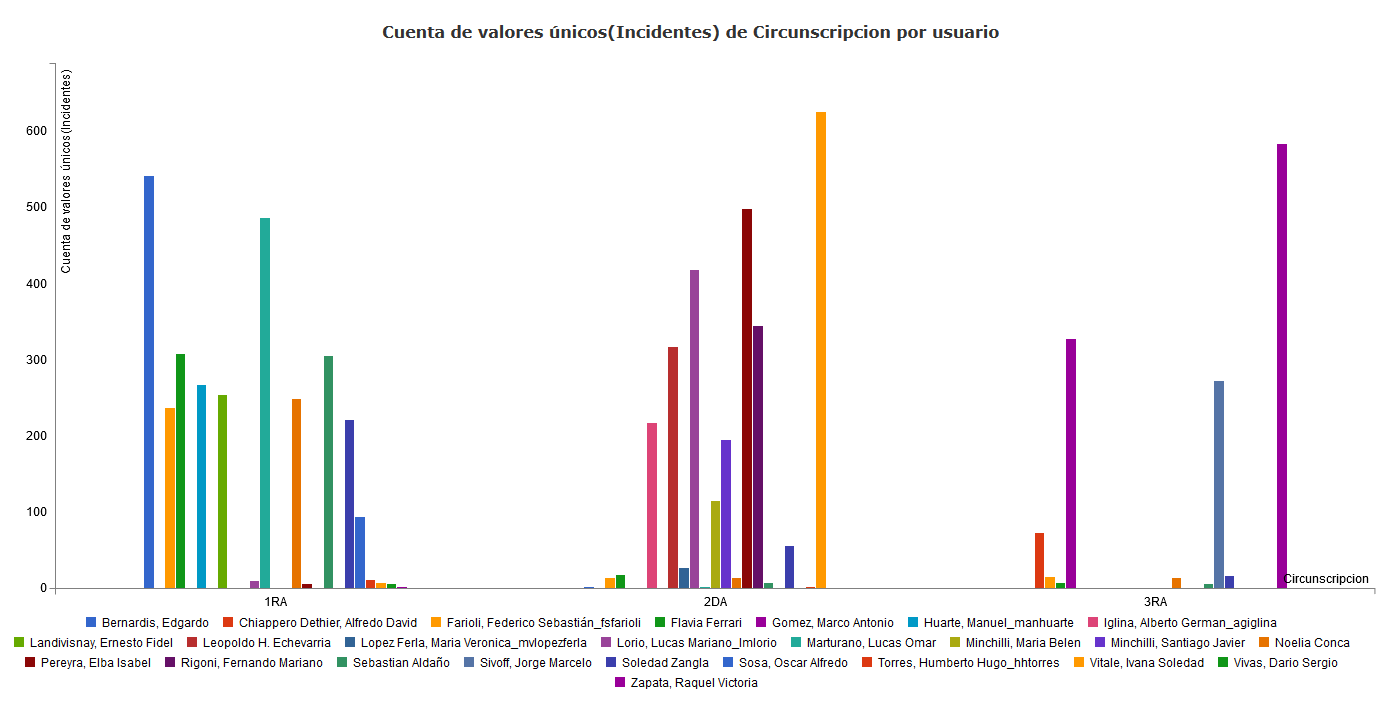 Cuenta de valores únicos(Incidentes) de Circunscripcion por usuario
Cuenta de valores únicos(Incidentes)
600
500
400
300
200
100
0
Circunscripcion
1RA 2DA 3RA
Bernardis, Edgardo Chiappero Dethier, Alfredo David Farioli, Federico Sebastián_fsfarioli Flavia Ferrari Gomez, Marco Antonio Huarte, Manuel_manhuarte Iglina, Alberto German_agiglina
Landivisnay, Ernesto Fidel Leopoldo H. Echevarria Lopez Ferla, Maria Veronica_mvlopezferla Lorio, Lucas Mariano_lmlorio Marturano, Lucas Omar Minchilli, Maria Belen Minchilli, Santiago Javier Noelia Conca
Pereyra, Elba Isabel Rigoni, Fernando Mariano Sebastian Aldaño Sivoff, Jorge Marcelo Soledad Zangla Sosa, Oscar Alfredo Torres, Humberto Hugo_hhtorres Vitale, Ivana Soledad Vivas, Dario Sergio
Zapata, Raquel Victoria